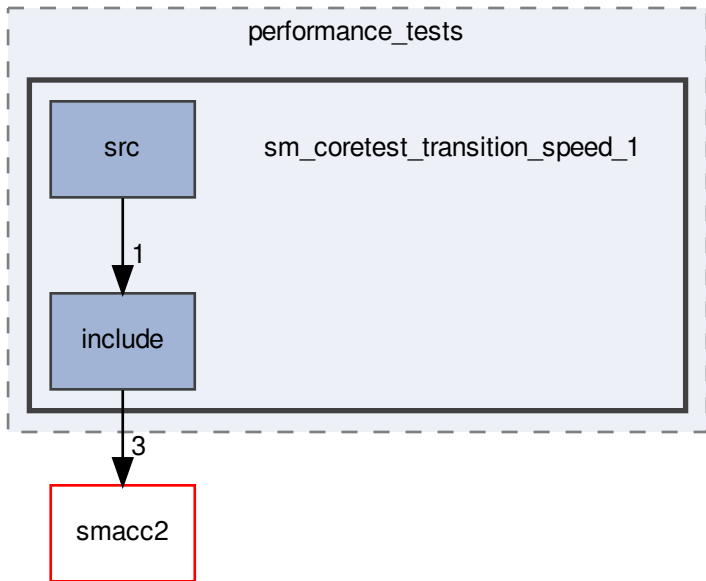 performance_tests
src
sm_coretest_transition_speed_1
1
include
3
smacc2